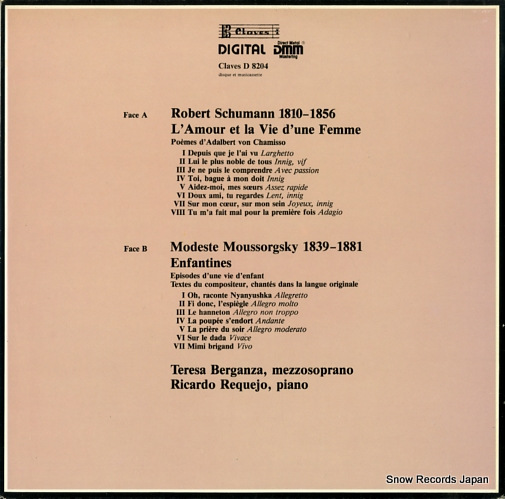 Claves
DIGITAL DMM
Direct Metal
Mastering
Claves D 8204
disque et musicassette
Face A
Robert Schumann 1810–1856
L'Amour et la Vie d'une Femme
Poèmes d'Adalbert von Chamisso
I Depuis que je l'ai vu Larghetto
II Lui le plus noble de tous Innig, vif
III Je ne puis le comprendre Avec passion
IV Toi, bague à mon doit Innig
V Aidez-moi, mes sœurs Assez rapide
VI Doux ami, tu regardes Lent, innig
VII Sur mon cœur, sur mon sein Joyeux, innig
VIII Tu m'a fait mal pour la première fois Adagio
Face B
Modeste Moussorgsky 1839–1881
Enfantines
Episodes d'une vie d'enfant
Textes du compositeur, chantés dans la langue originale
I Oh, raconte Nyanyushka Allegretto
II Fi donc, l'espiègle Allegro molto
III Le hanneton Allegro non troppo
IV La poupée s'endort Andante
V La prière du soir Allegro moderato
VI Sur le dada Vivace
VII Mimi brigand Vivo
Teresa Berganza, mezzosoprano
Ricardo Requejo, piano
Snow Records Japan